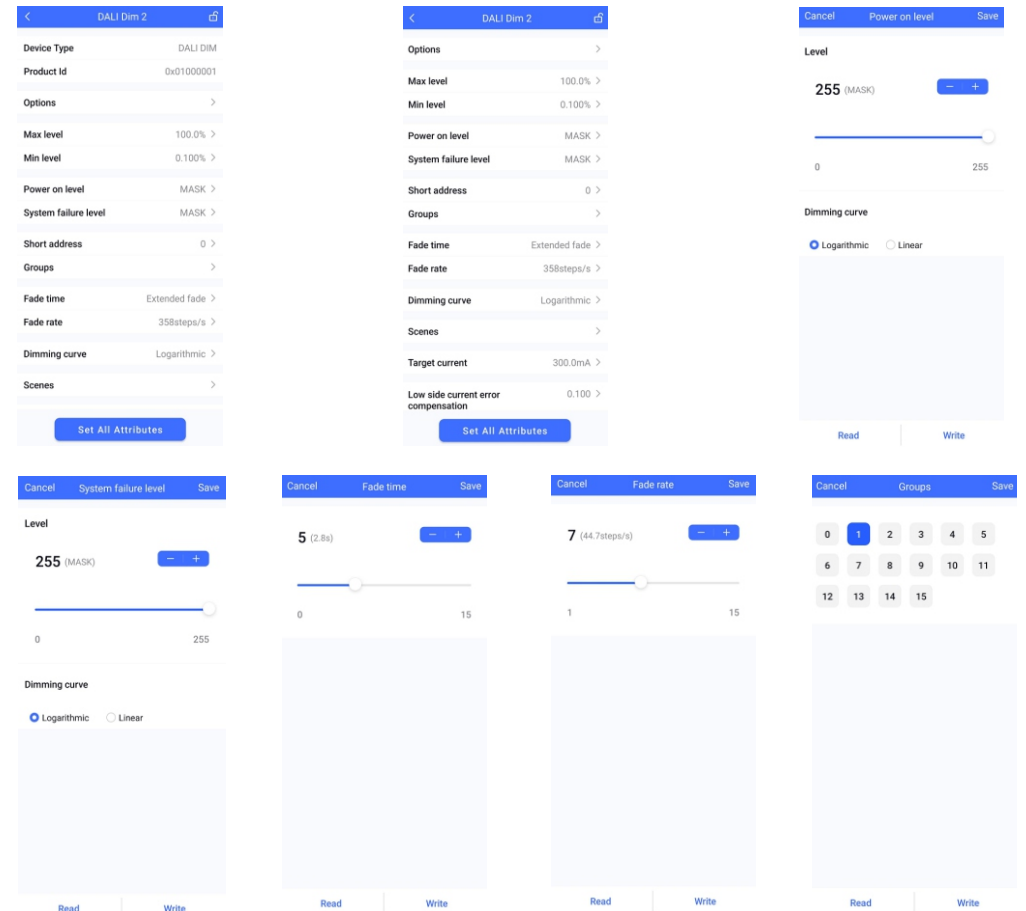 DALI Dim 2
Device Type DALI DIM
Product Id 0x01000001
Options
Max level 100.0%
Min level 0.100%
Power on level MASK
System failure level MASK
Short address 0
Groups
Fade time Extended fade
Fade rate 358steps/s
Dimming curve Logarithmic
Scenes
Set All Attributes
DALI Dim 2
Options
Max level 100.0%
Min level 0.100%
Power on level MASK
System failure level MASK
Short address 0
Groups
Fade time Extended fade
Fade rate 358steps/s
Dimming curve Logarithmic
Scenes
Target current 300.0mA
Low side current error 0.100
compensation
Set All Attributes
Cancel Power on level Save
Level
255 (MASK) − +
0 255
Dimming curve
Logarithmic Linear
Read Write
Cancel System failure level Save
Level
255 (MASK) − +
0 255
Dimming curve
Logarithmic Linear
Read Write
Cancel Fade time Save
5 (2.8s) − +
0 15
Read Write
Cancel Fade rate Save
7 (44.7steps/s) − +
1 15
Read Write
Cancel Groups Save
0 1 2 3 4 5
6 7 8 9 10 11
12 13 14 15
Read Write